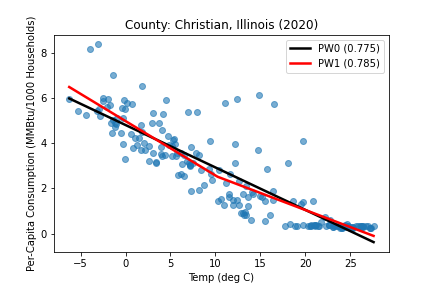 County: Christian, Illinois (2020)
PW0 (0.775)
PW1 (0.785)
Per-Capita Consumption (MMBtu/1000 Households)
8
6
4
2
0
−5
0
5
10
15
20
25
Temp (deg C)